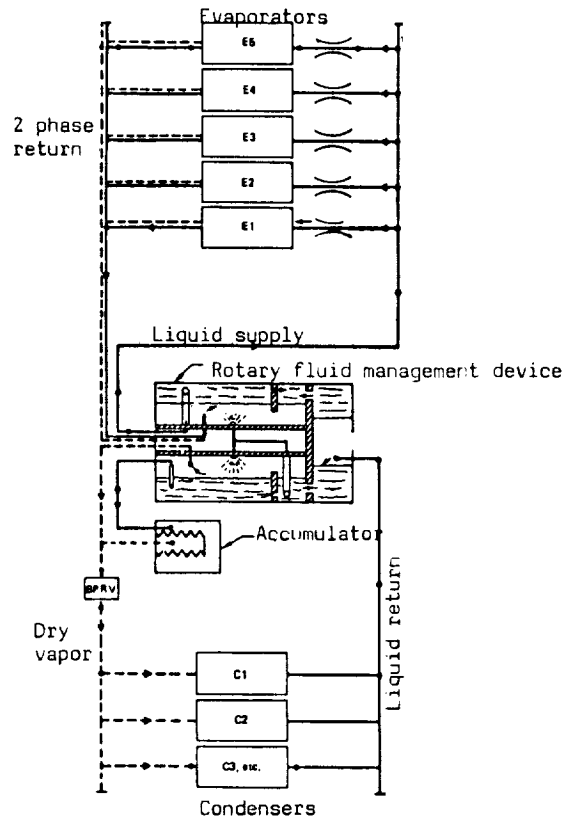 Evaporators
E5
E4
2 phase
return
E3
E2
E1
Liquid supply
Rotary fluid management device
Accumulator
BPRV
Dry
vapor
Liquid return
C1
C2
C3, etc.
Condensers